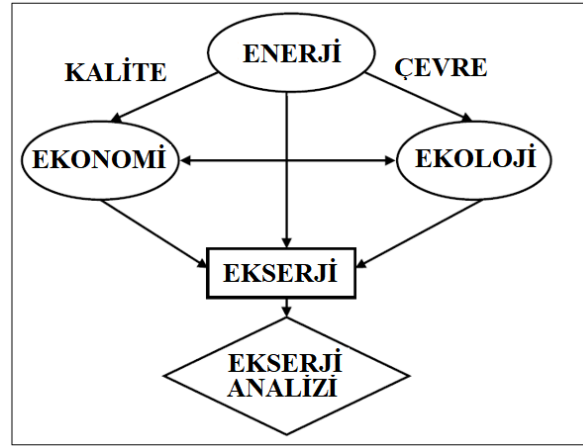 ENERJİ
KALİTE
ÇEVRE
EKONOMİ
EKOLOJİ
EKSERJİ
EKSERJİ
ANALİZİ